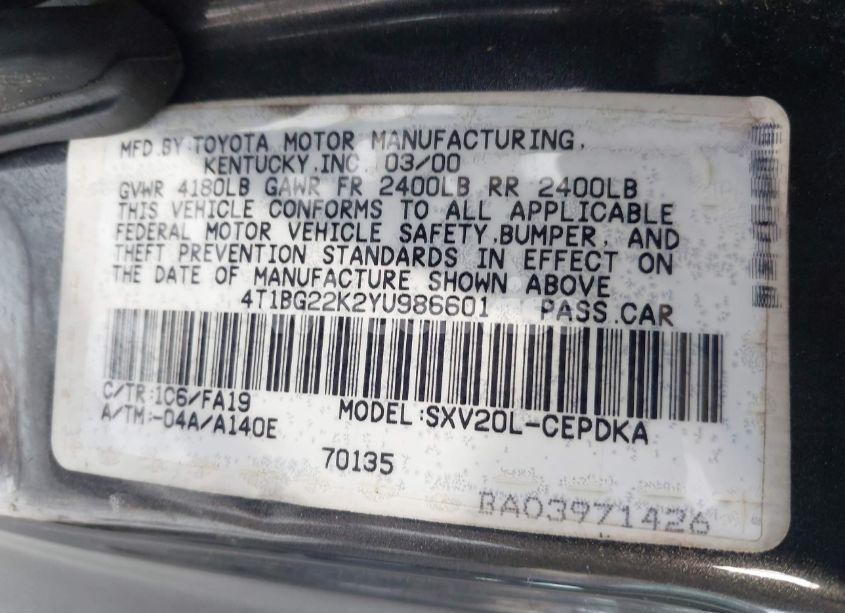 MFD.BY:TOYOTA MOTOR MANUFACTURING,
KENTUCKY,INC. 03/00
GVWR 4180LB GAWR FR 2400LB RR 2400LB
THIS VEHICLE CONFORMS TO ALL APPLICABLE
FEDERAL MOTOR VEHICLE SAFETY,BUMPER, AND
THEFT PREVENTION STANDARDS IN EFFECT ON
THE DATE OF MANUFACTURE SHOWN ABOVE
4T1BG22K2YU986601 PASS.CAR
C/TR:1C6/FA19
A/TM:-04A/A140E
MODEL:SXV20L-CEPDKA
70135
BA03971426